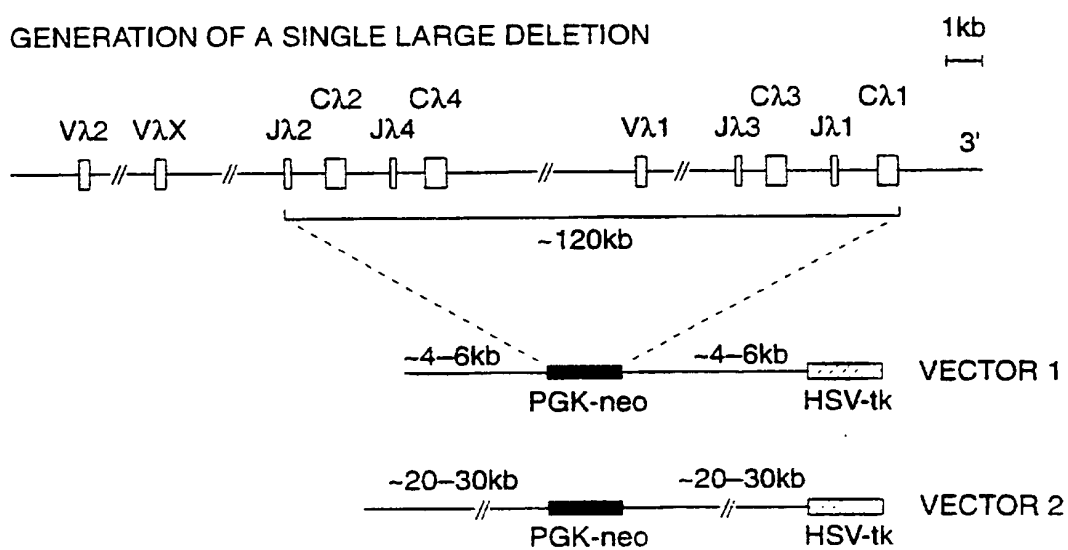 GENERATION OF A SINGLE LARGE DELETION
1kb
Cλ2 Cλ4 Cλ3 Cλ1
Vλ2 VλX Jλ2 Jλ4 Vλ1 Jλ3 Jλ1 3'
~120kb
~4–6kb ~4–6kb VECTOR 1
PGK-neo HSV-tk
~20–30kb ~20–30kb VECTOR 2
PGK-neo HSV-tk